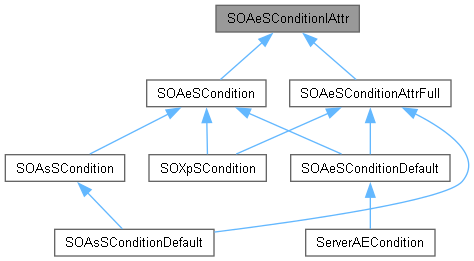 SOAeSConditionIAttr
SOAeSCondition
SOAeSConditionAttrFull
SOAsSCondition
SOXpSCondition
SOAeSConditionDefault
SOAsSConditionDefault
ServerAECondition